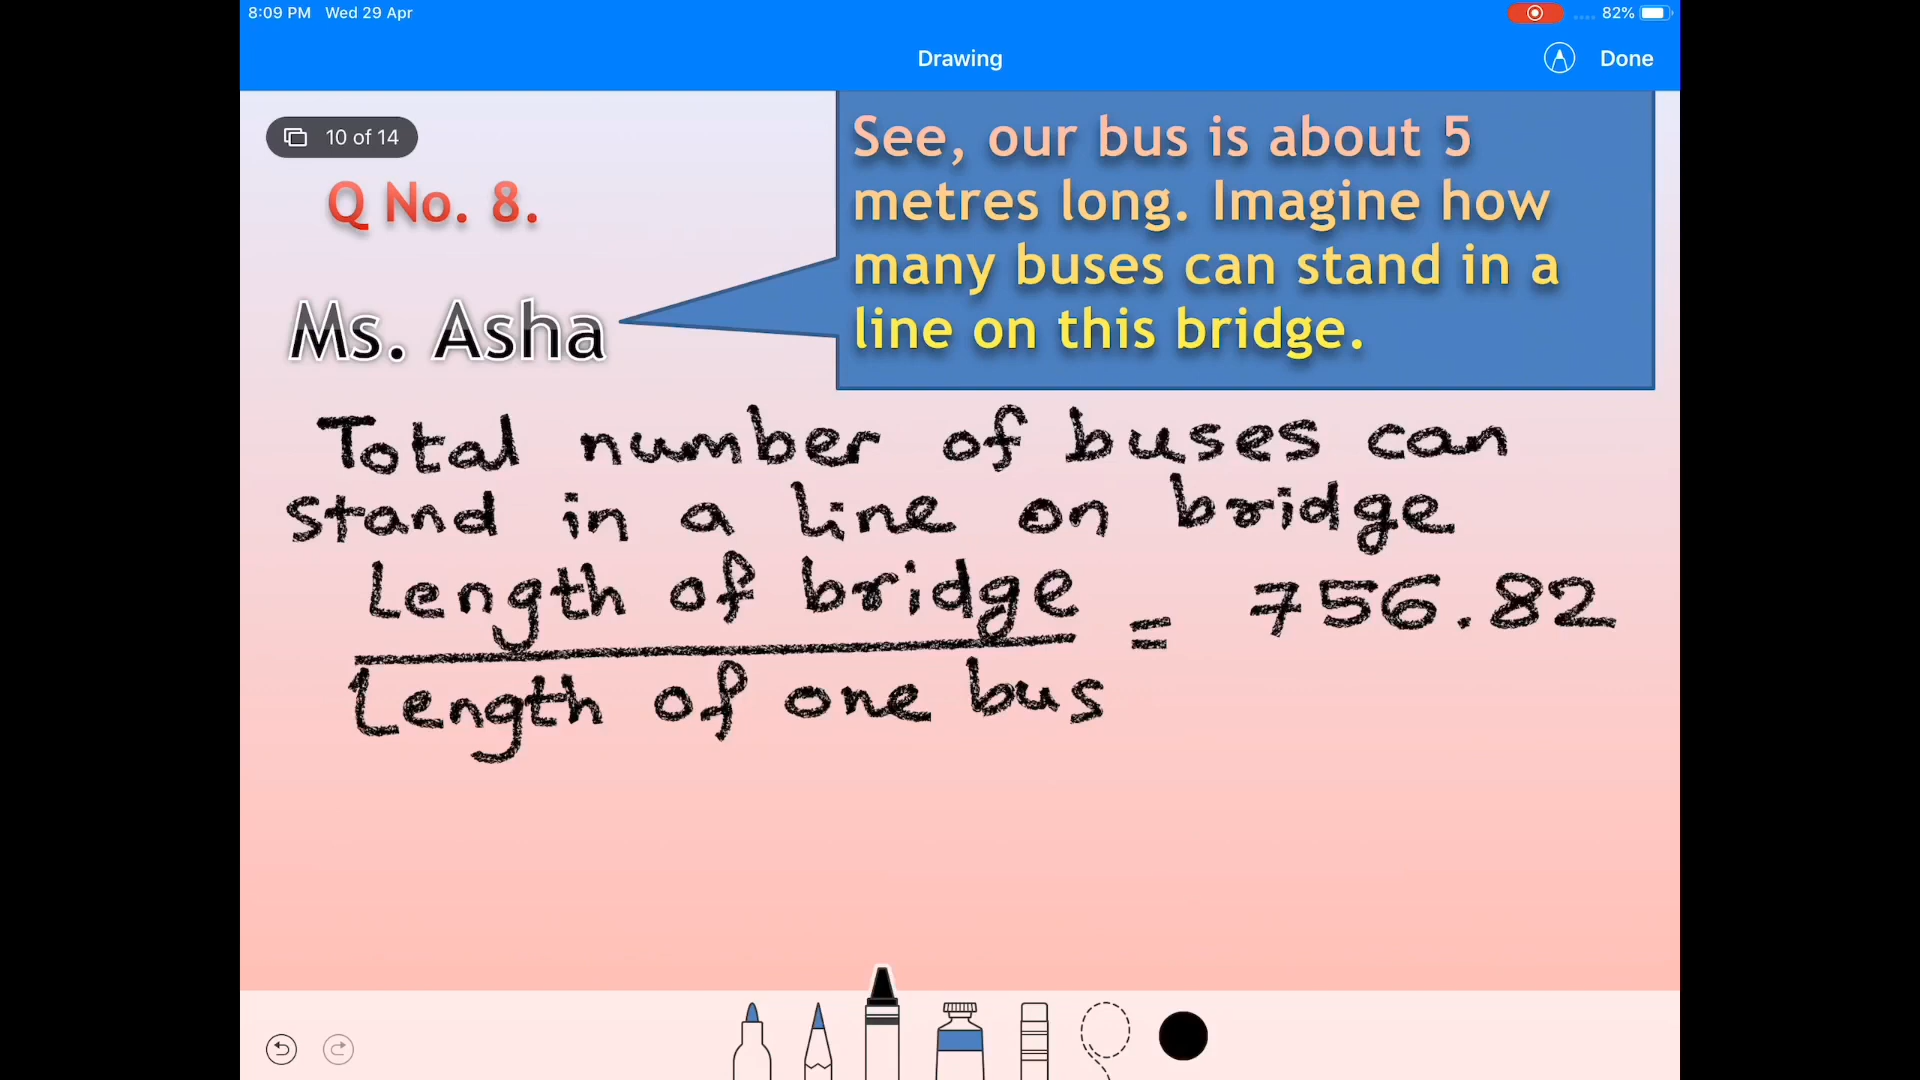 8:09 PM Wed 29 Apr 82%
Drawing Done
10 of 14
Q No. 8.
Ms. Asha
See, our bus is about 5
metres long. Imagine how
many buses can stand in a
line on this bridge.
Total number of buses can
stand in a line on bridge
Length of bridge = 756.82
Length of one bus